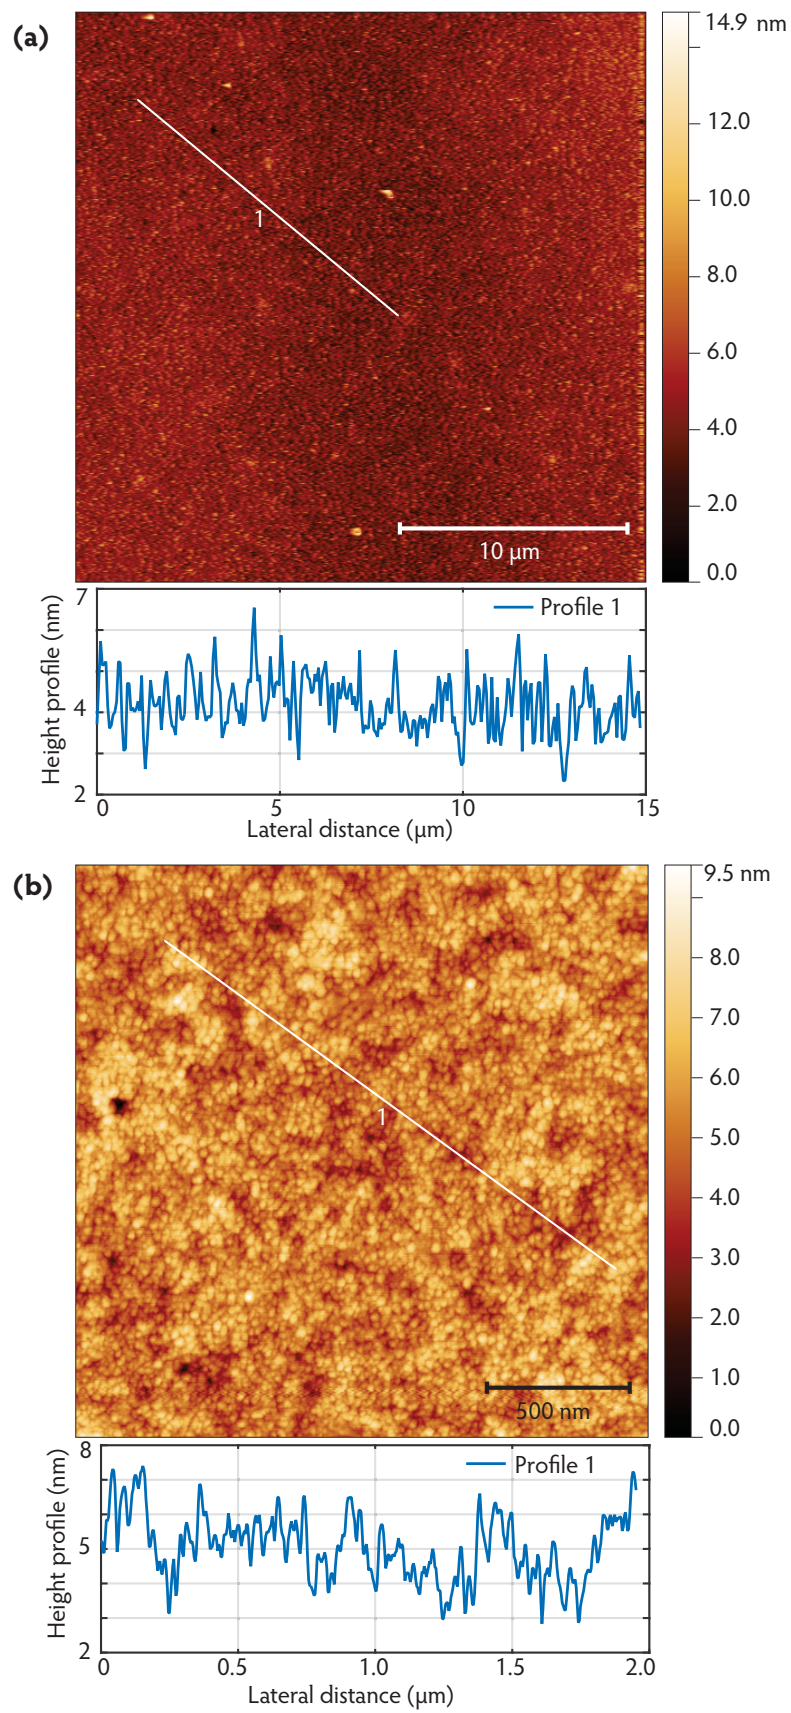 (a)
14.9 nm
12.0
10.0
8.0
6.0
4.0
2.0
0.0
1
10 μm
7
4
2
Height profile (nm)
Profile 1
0
5
10
15
Lateral distance (μm)
(b)
9.5 nm
8.0
7.0
6.0
5.0
4.0
3.0
2.0
1.0
0.0
1
500 nm
8
5
2
Height profile (nm)
Profile 1
0
0.5
1.0
1.5
2.0
Lateral distance (μm)